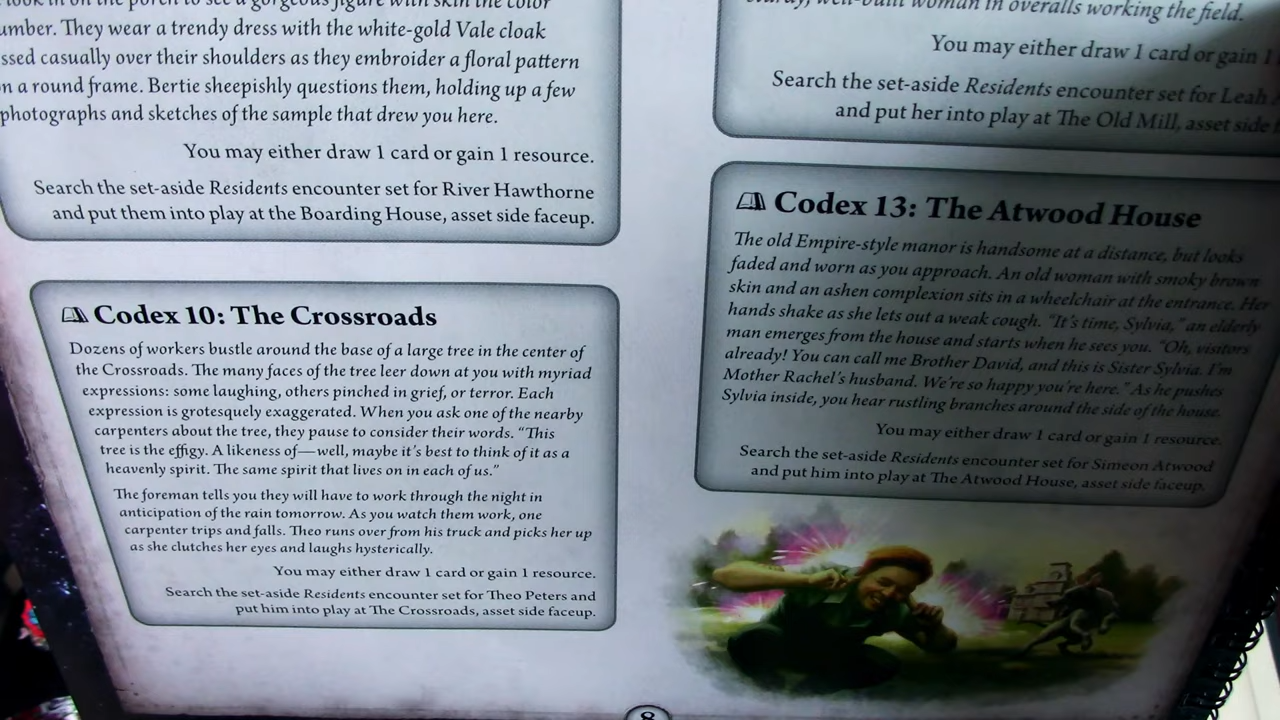 look in on the porch to see a gorgeous figure with skin the color
umber. They wear a trendy dress with the white-gold Vale cloak
ssed casually over their shoulders as they embroider a floral pattern
n a round frame. Bertie sheepishly questions them, holding up a few
photographs and sketches of the sample that drew you here.
You may either draw 1 card or gain 1 resource.
Search the set-aside Residents encounter set for River Hawthorne
and put them into play at the Boarding House, asset side faceup.
Codex 10: The Crossroads
Dozens of workers bustle around the base of a large tree in the center of
the Crossroads. The many faces of the tree leer down at you with myriad
expressions: some laughing, others pinched in grief, or terror. Each
expression is grotesquely exaggerated. When you ask one of the nearby
carpenters about the tree, they pause to consider their words. “This
tree is the effigy. A likeness of—well, maybe it’s best to think of it as a
heavenly spirit. The same spirit that lives on in each of us.”
The foreman tells you they will have to work through the night in
anticipation of the rain tomorrow. As you watch them work, one
carpenter trips and falls. Theo runs over from his truck and picks her up
as she clutches her eyes and laughs hysterically.
You may either draw 1 card or gain 1 resource.
Search the set-aside Residents encounter set for Theo Peters and
put him into play at The Crossroads, asset side faceup.
sturdy, well-built woman in overalls working the field.
You may either draw 1 card or gain 1
Search the set-aside Residents encounter set for Leah
and put her into play at The Old Mill, asset side
Codex 13: The Atwood House
The old Empire-style manor is handsome at a distance, but looks
faded and worn as you approach. An old woman with smoky brown
skin and an ashen complexion sits in a wheelchair at the entrance. Her
hands shake as she lets out a weak cough. “It’s time, Sylvia,” an elderly
man emerges from the house and starts when he sees you. “Oh, visitors
already! You can call me Brother David, and this is Sister Sylvia. I’m
Mother Rachel’s husband. We’re so happy you’re here.” As he pushes
Sylvia inside, you hear rustling branches around the side of the house.
You may either draw 1 card or gain 1 resource.
Search the set-aside Residents encounter set for Simeon Atwood
and put him into play at The Atwood House, asset side faceup.
8